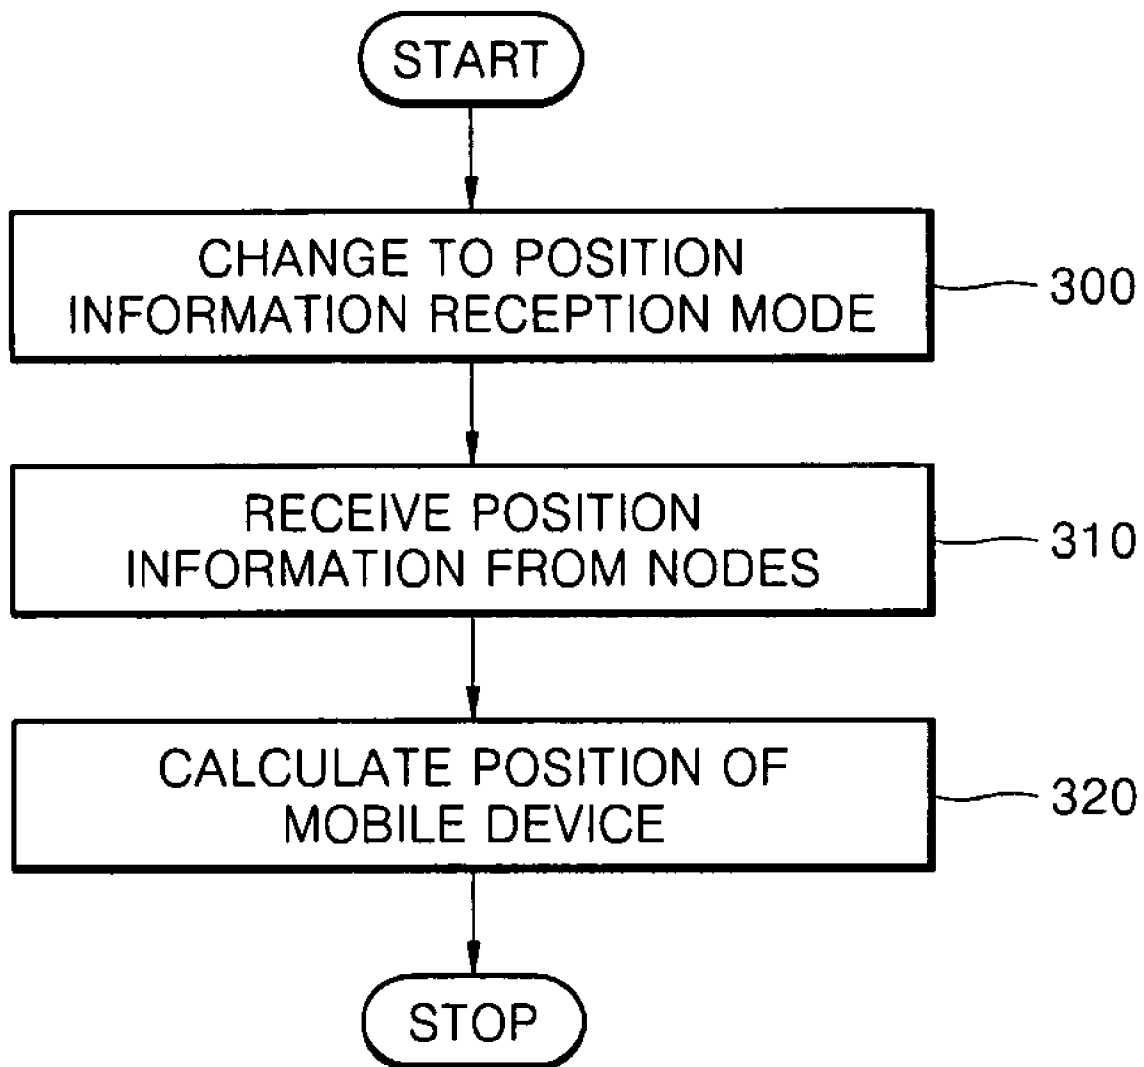 START
CHANGE TO POSITION
INFORMATION RECEPTION MODE
300
RECEIVE POSITION
INFORMATION FROM NODES
310
CALCULATE POSITION OF
MOBILE DEVICE
320
STOP